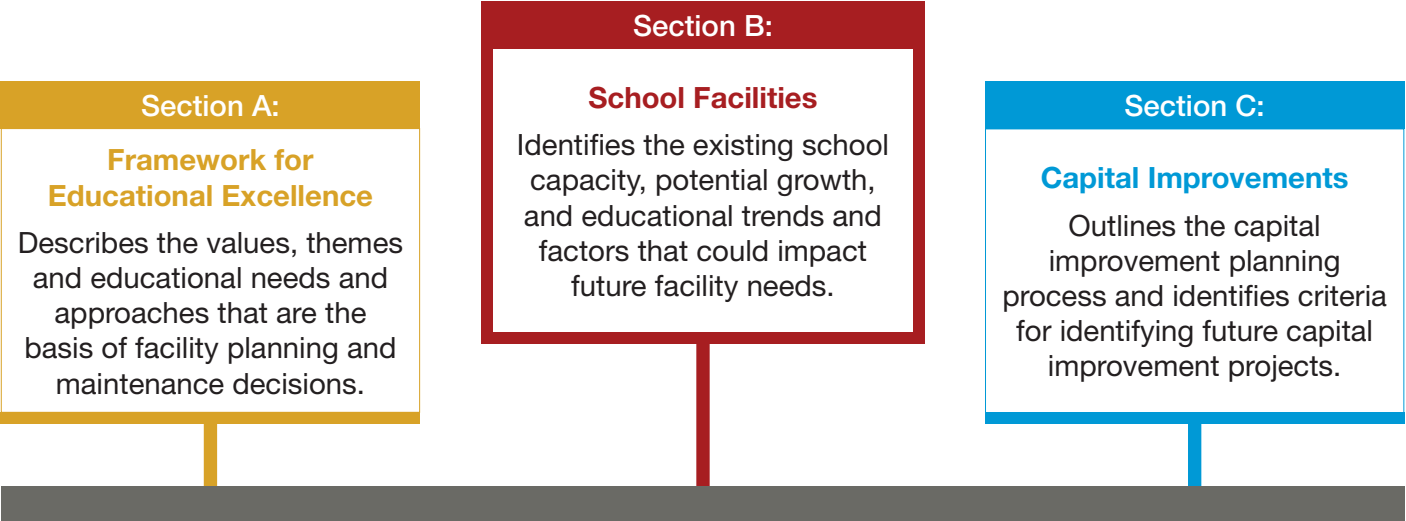 Section A:
Framework for
Educational Excellence
Describes the values, themes
and educational needs and
approaches that are the
basis of facility planning and
maintenance decisions.
Section B:
School Facilities
Identifies the existing school
capacity, potential growth,
and educational trends and
factors that could impact
future facility needs.
Section C:
Capital Improvements
Outlines the capital
improvement planning
process and identifies criteria
for identifying future capital
improvement projects.